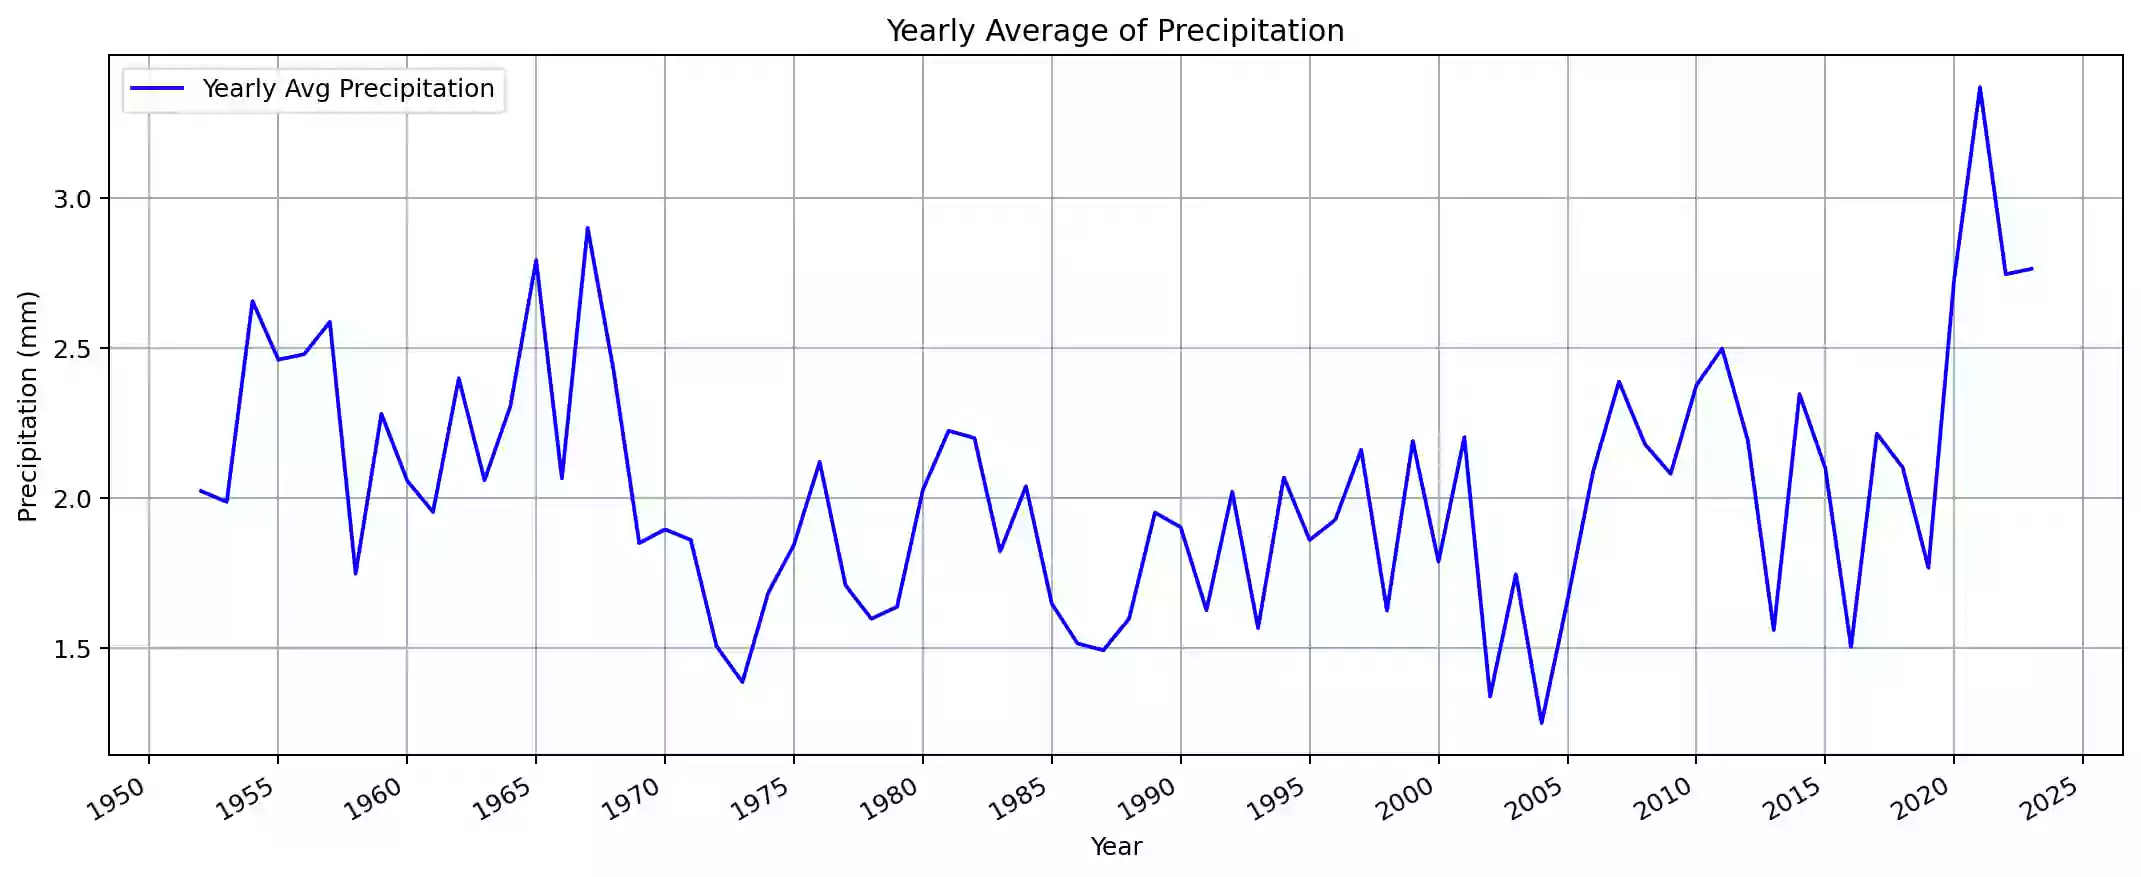 Yearly Average of Precipitation
Yearly Avg Precipitation
Precipitation (mm)
3.0
2.5
2.0
1.5
1950 1955 1960 1965 1970 1975 1980 1985 1990 1995 2000 2005 2010 2015 2020 2025
Year